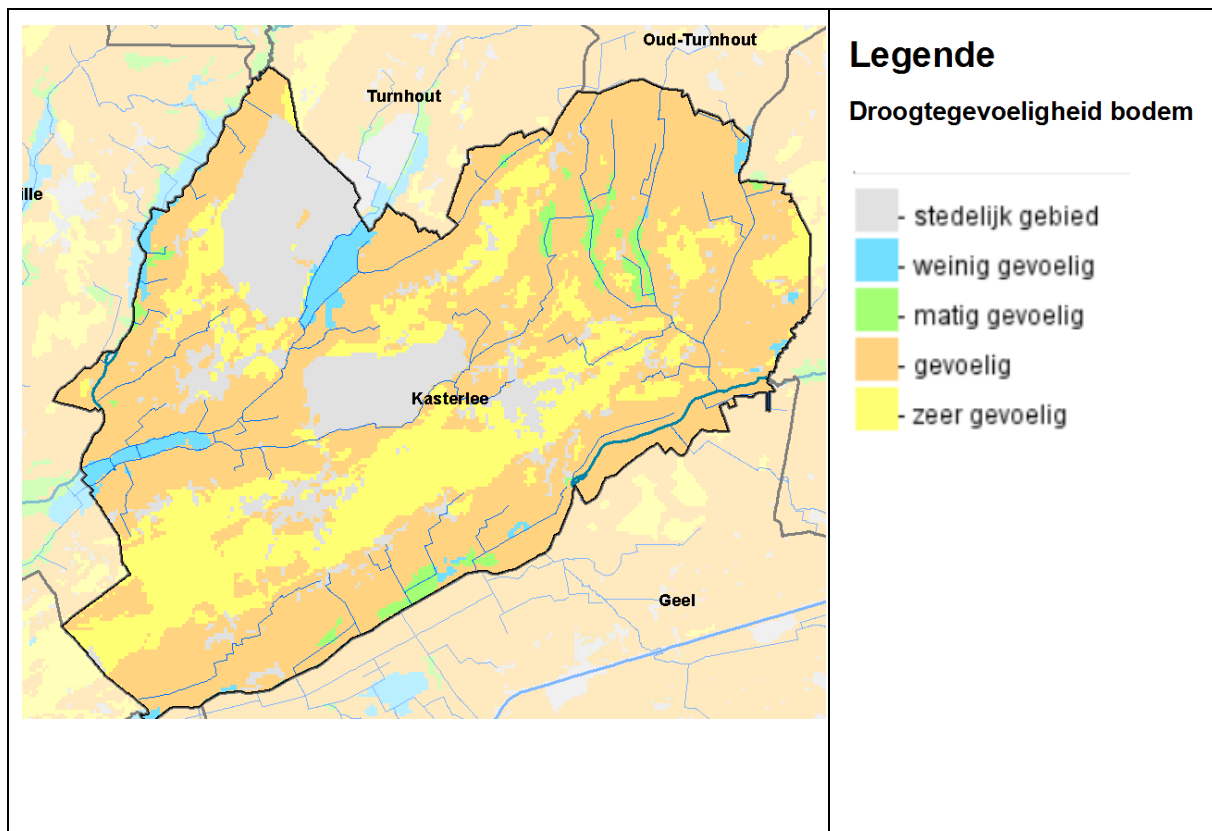 Oud-Turnhout
Turnhout
ille
Kasterlee
Geel
Legende
Droogtegevoeligheid bodem
- stedelijk gebied
- weinig gevoelig
- matig gevoelig
- gevoelig
- zeer gevoelig